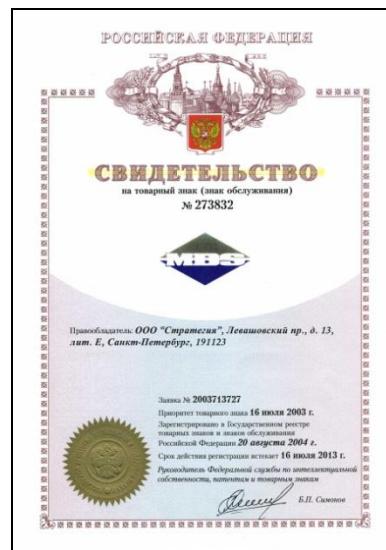 РОССИЙСКАЯ ФЕДЕРАЦИЯ
СВИДЕТЕЛЬСТВО
на товарный знак (знак обслуживания)
№ 273832
MBS
Правообладатель: ООО "Стратегия", Левашовский пр., д. 13,
лит. Е, Санкт-Петербург, 191123
Заявка № 2003713727
Приоритет товарного знака 16 июля 2003 г.
Зарегистрировано в Государственном реестре
товарных знаков и знаков обслуживания
Российской Федерации 20 августа 2004 г.
Срок действия регистрации истекает 16 июля 2013 г.
Руководитель Федеральной службы по интеллектуальной
собственности, патентам и товарным знакам
Б.П. Симонов